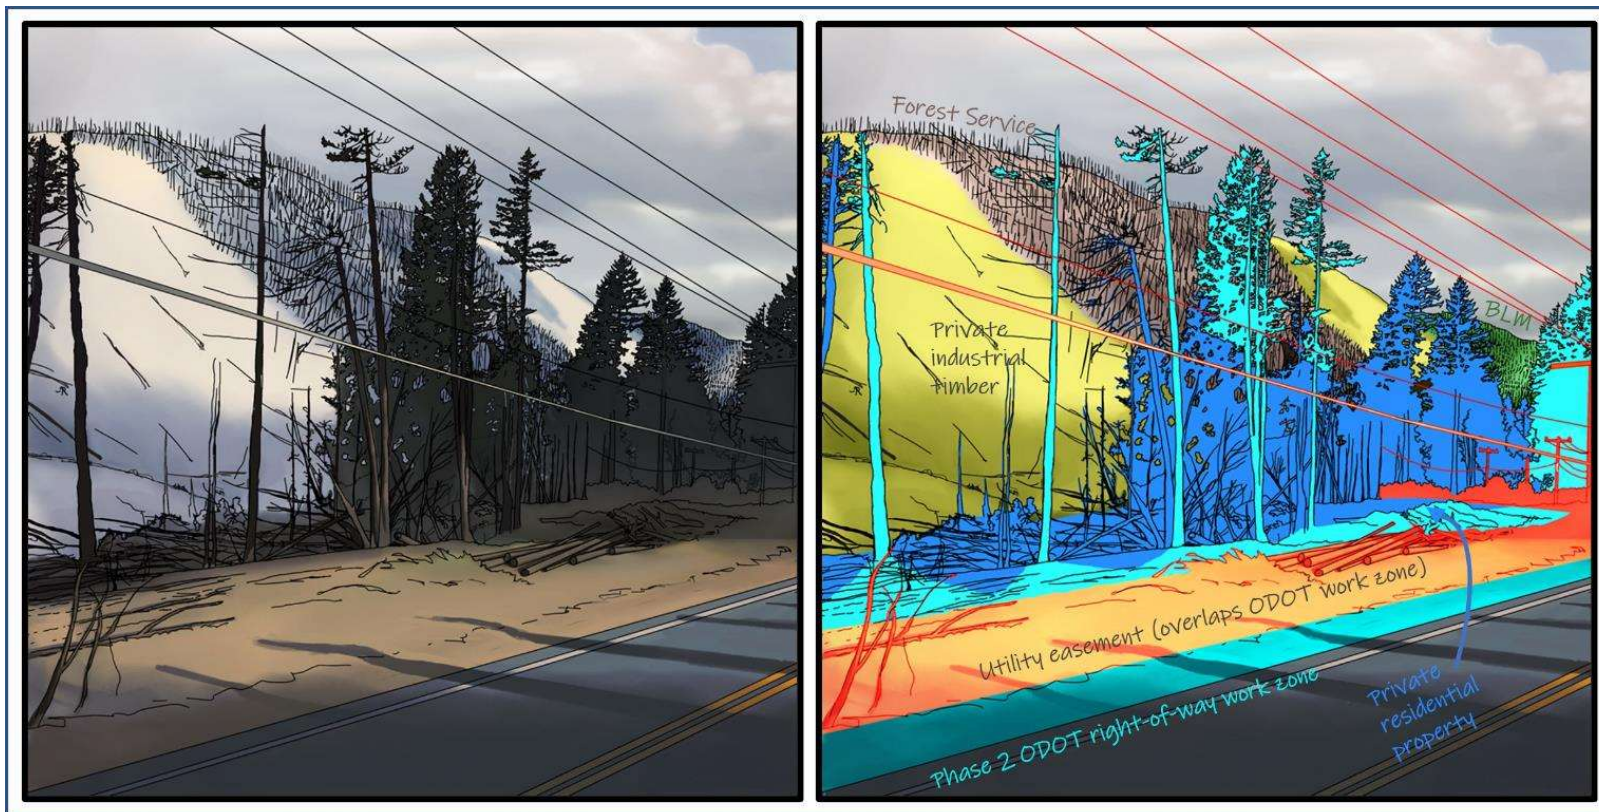 Forest Service
Private
industrial
timber
BLM
Utility easement (overlaps ODOT work zone)
Phase 2 ODOT right-of-way work zone
Private
residential
property